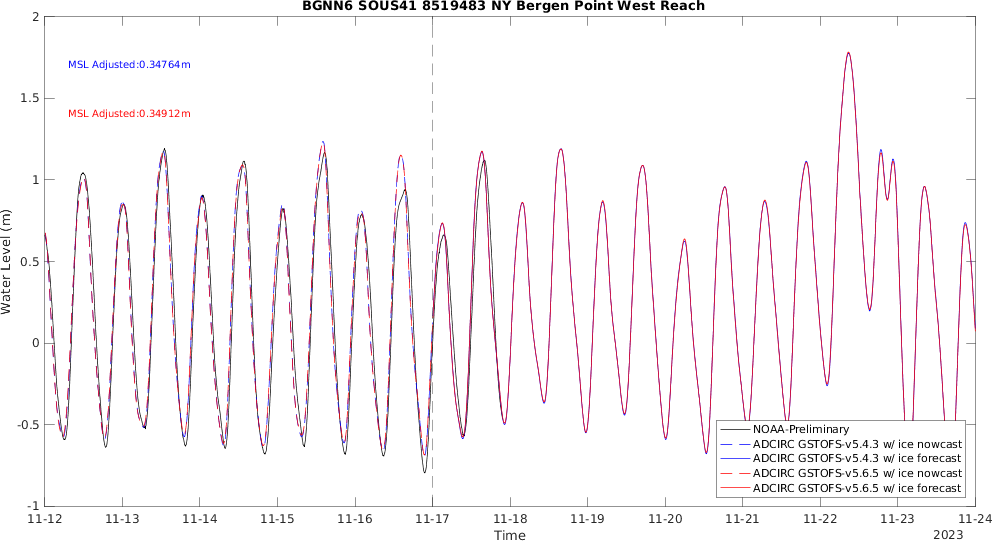 BGNN6 SOUS41 8519483 NY Bergen Point West Reach
2
1.5
1
0.5
0
-0.5
-1
Water Level (m)
MSL Adjusted:0.34764m
MSL Adjusted:0.34912m
NOAA-Preliminary
ADCIRC GSTOFS-v5.4.3 w/ ice nowcast
ADCIRC GSTOFS-v5.4.3 w/ ice forecast
ADCIRC GSTOFS-v5.6.5 w/ ice nowcast
ADCIRC GSTOFS-v5.6.5 w/ ice forecast
11-12 11-13 11-14 11-15 11-16 11-17 11-18 11-19 11-20 11-21 11-22 11-23 11-24
Time
2023